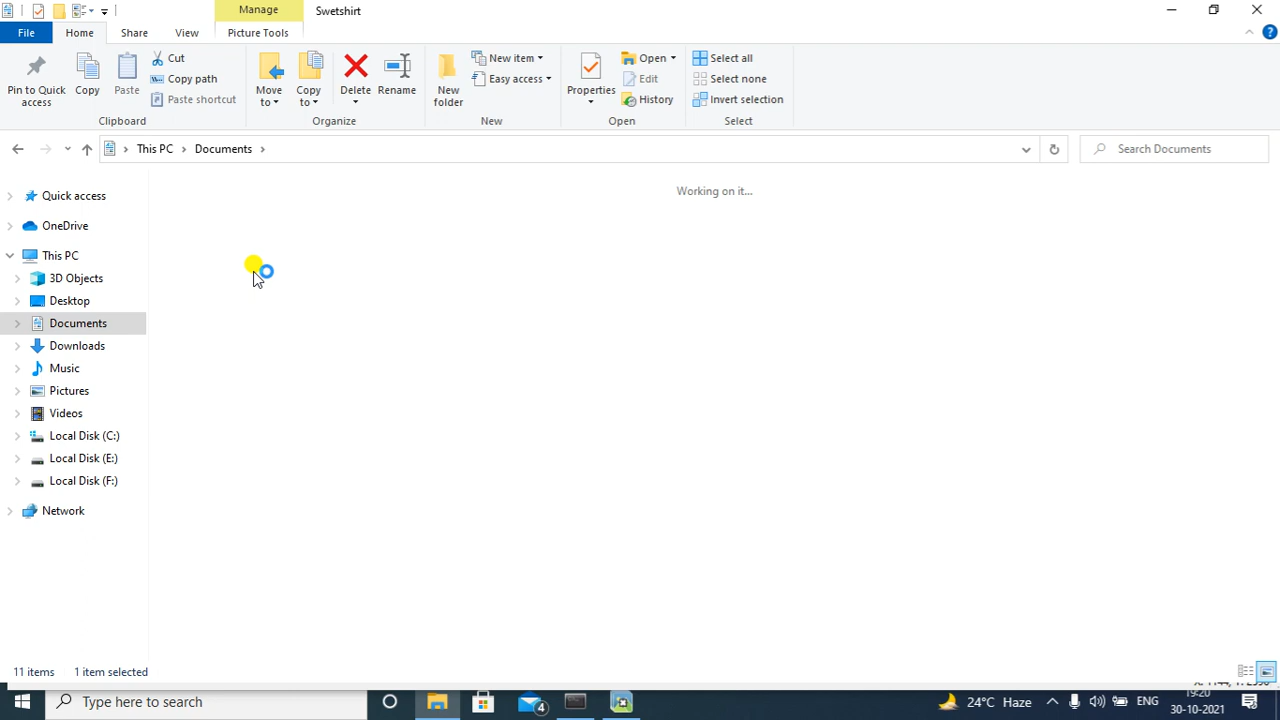 Manage
Swetshirt
File
Home
Share
View
Picture Tools
Pin to Quick access
Copy
Paste
Cut
Copy path
Paste shortcut
Clipboard
Move to
Copy to
Delete
Rename
Organize
New folder
New item
Easy access
New
Properties
Open
Edit
History
Open
Select all
Select none
Invert selection
Select
This PC
Documents
Search Documents
Working on it...
Quick access
OneDrive
This PC
3D Objects
Desktop
Documents
Downloads
Music
Pictures
Videos
Local Disk (C:)
Local Disk (E:)
Local Disk (F:)
Network
11 items
1 item selected
Type here to search
4
24°C Haze
ENG
19:20
30-10-2021